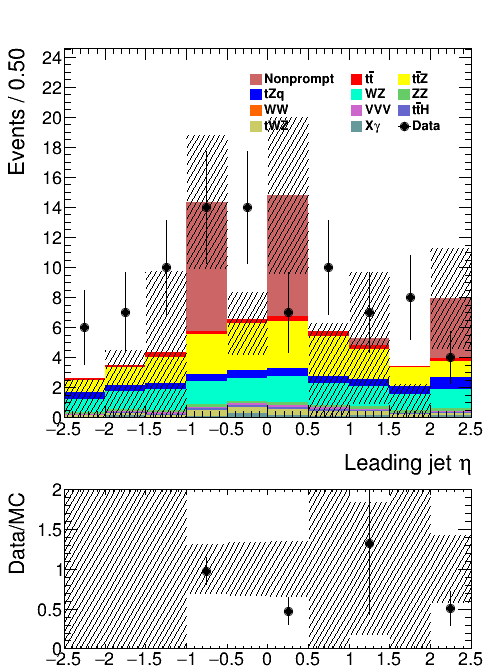 Events / 0.50
24
22
20
18
16
14
12
10
8
6
4
2
0
Nonprompt tt̄ tt̄Z
tZq WZ ZZ
WW VVV tt̄H
tWZ Xγ Data
−2.5 −2 −1.5 −1 −0.5 0 0.5 1 1.5 2 2.5
Leading jet η
Data/MC
2
1.5
1
0.5
0
−2.5 −2 −1.5 −1 −0.5 0 0.5 1 1.5 2 2.5